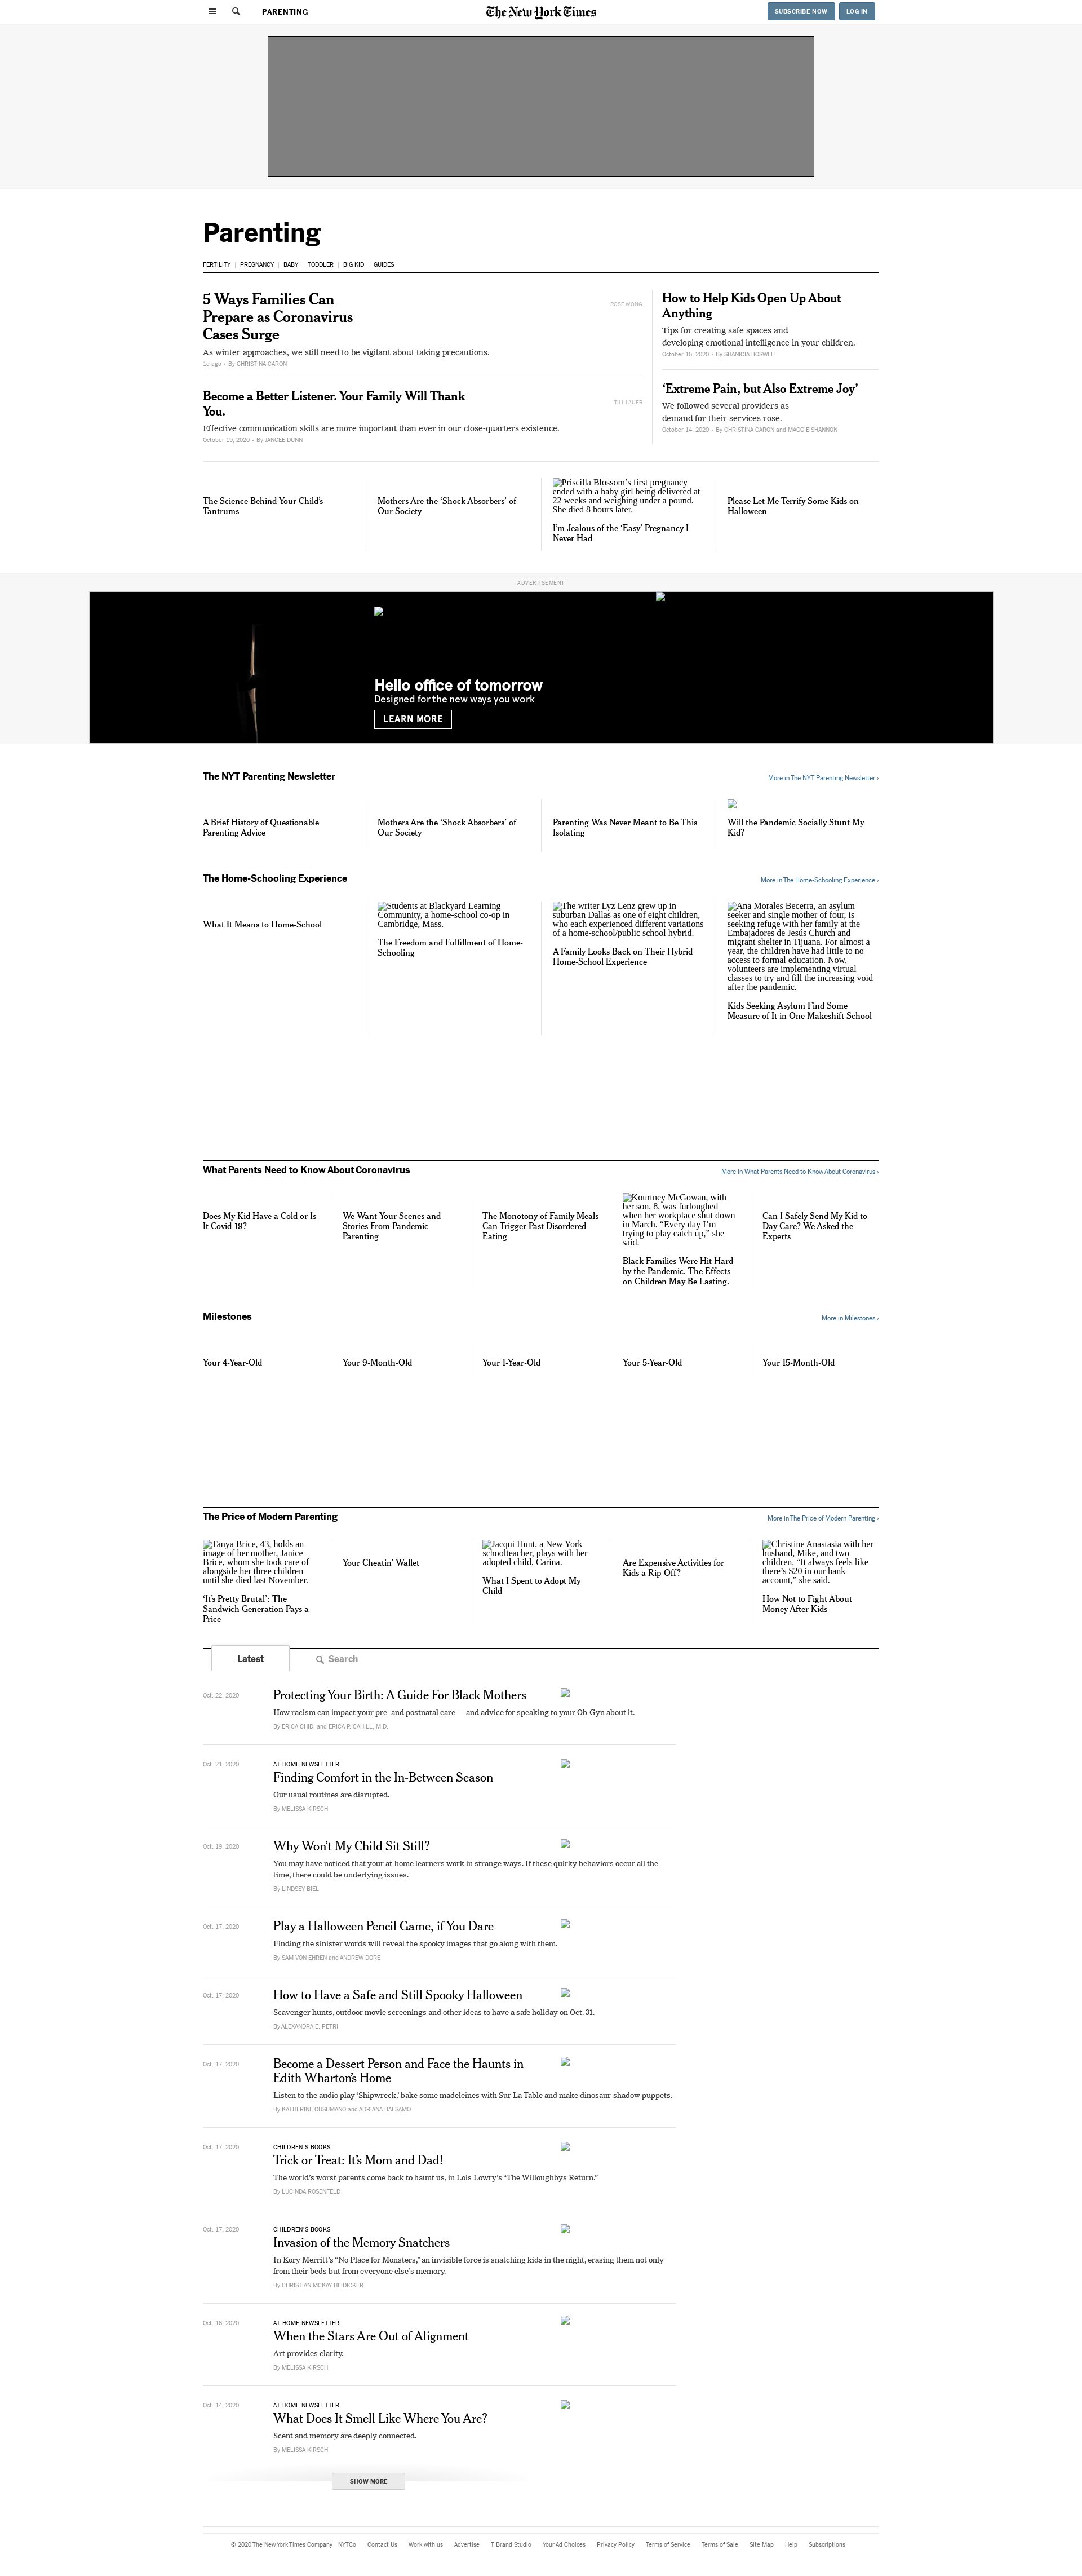 PARENTING
The New York Times
SUBSCRIBE NOW
LOG IN
Parenting
FERTILITY | PREGNANCY | BABY | TODDLER | BIG KID | GUIDES
5 Ways Families Can
Prepare as Coronavirus
Cases Surge
As winter approaches, we still need to be vigilant about taking precautions.
1d ago - By CHRISTINA CARON
ROSE WONG
Become a Better Listener. Your Family Will Thank
You.
Effective communication skills are more important than ever in our close-quarters existence.
October 19, 2020 - By JANCEE DUNN
TILL LAUER
How to Help Kids Open Up About
Anything
Tips for creating safe spaces and
developing emotional intelligence in your children.
October 15, 2020 - By SHANICIA BOSWELL
‘Extreme Pain, but Also Extreme Joy’
We followed several providers as
demand for their services rose.
October 14, 2020 - By CHRISTINA CARON and MAGGIE SHANNON
The Science Behind Your Child’s
Tantrums
Mothers Are the ‘Shock Absorbers’ of
Our Society
Priscilla Blossom’s first pregnancy
ended with a baby girl being delivered at
22 weeks and weighing under a pound.
She died 8 hours later.
I’m Jealous of the ‘Easy’ Pregnancy I
Never Had
Please Let Me Terrify Some Kids on
Halloween
ADVERTISEMENT
Hello office of tomorrow
Designed for the new ways you work
LEARN MORE
The NYT Parenting Newsletter
More in The NYT Parenting Newsletter ›
A Brief History of Questionable
Parenting Advice
Mothers Are the ‘Shock Absorbers’ of
Our Society
Parenting Was Never Meant to Be This
Isolating
Will the Pandemic Socially Stunt My
Kid?
The Home-Schooling Experience
More in The Home-Schooling Experience ›
What It Means to Home-School
Students at Blackyard Learning
Community, a home-school co-op in
Cambridge, Mass.
The Freedom and Fulfillment of Home-
Schooling
The writer Lyz Lenz grew up in
suburban Dallas as one of eight children,
who each experienced different variations
of a home-school/public school hybrid.
A Family Looks Back on Their Hybrid
Home-School Experience
Ana Morales Becerra, an asylum
seeker and single mother of four, is
seeking refuge with her family at the
Embajadores de Jesús Church and
migrant shelter in Tijuana. For almost a
year, the children have had little to no
access to formal education. Now,
volunteers are implementing virtual
classes to try and fill the increasing void
after the pandemic.
Kids Seeking Asylum Find Some
Measure of It in One Makeshift School
What Parents Need to Know About Coronavirus
More in What Parents Need to Know About Coronavirus ›
Does My Kid Have a Cold or Is
It Covid-19?
We Want Your Scenes and
Stories From Pandemic
Parenting
The Monotony of Family Meals
Can Trigger Past Disordered
Eating
Kourtney McGowan, with
her son, 8, was furloughed
when her workplace shut down
in March. “Every day I’m
trying to play catch up,” she
said.
Black Families Were Hit Hard
by the Pandemic. The Effects
on Children May Be Lasting.
Can I Safely Send My Kid to
Day Care? We Asked the
Experts
Milestones
More in Milestones ›
Your 4-Year-Old
Your 9-Month-Old
Your 1-Year-Old
Your 5-Year-Old
Your 15-Month-Old
The Price of Modern Parenting
More in The Price of Modern Parenting ›
Tanya Brice, 43, holds an
image of her mother, Janice
Brice, whom she took care of
alongside her three children
until she died last November.
‘It’s Pretty Brutal’: The
Sandwich Generation Pays a
Price
Your Cheatin’ Wallet
Jacqui Hunt, a New York
schoolteacher, plays with her
adopted child, Carina.
What I Spent to Adopt My
Child
Are Expensive Activities for
Kids a Rip-Off?
Christine Anastasia with her
husband, Mike, and two
children. “It always feels like
there’s $20 in our bank
account,” she said.
How Not to Fight About
Money After Kids
Latest
Search
Oct. 22, 2020
Protecting Your Birth: A Guide For Black Mothers
How racism can impact your pre- and postnatal care — and advice for speaking to your Ob-Gyn about it.
By ERICA CHIDI and ERICA P. CAHILL, M.D.
Oct. 21, 2020
AT HOME NEWSLETTER
Finding Comfort in the In-Between Season
Our usual routines are disrupted.
By MELISSA KIRSCH
Oct. 19, 2020
Why Won’t My Child Sit Still?
You may have noticed that your at-home learners work in strange ways. If these quirky behaviors occur all the
time, there could be underlying issues.
By LINDSEY BIEL
Oct. 17, 2020
Play a Halloween Pencil Game, if You Dare
Finding the sinister words will reveal the spooky images that go along with them.
By SAM VON EHREN and ANDREW DORE
Oct. 17, 2020
How to Have a Safe and Still Spooky Halloween
Scavenger hunts, outdoor movie screenings and other ideas to have a safe holiday on Oct. 31.
By ALEXANDRA E. PETRI
Oct. 17, 2020
Become a Dessert Person and Face the Haunts in
Edith Wharton’s Home
Listen to the audio play ‘Shipwreck,’ bake some madeleines with Sur La Table and make dinosaur-shadow puppets.
By KATHERINE CUSUMANO and ADRIANA BALSAMO
Oct. 17, 2020
CHILDREN’S BOOKS
Trick or Treat: It’s Mom and Dad!
The world’s worst parents come back to haunt us, in Lois Lowry’s “The Willoughbys Return.”
By LUCINDA ROSENFELD
Oct. 17, 2020
CHILDREN’S BOOKS
Invasion of the Memory Snatchers
In Kory Merritt’s “No Place for Monsters,” an invisible force is snatching kids in the night, erasing them not only
from their beds but from everyone else’s memory.
By CHRISTIAN MCKAY HEIDICKER
Oct. 16, 2020
AT HOME NEWSLETTER
When the Stars Are Out of Alignment
Art provides clarity.
By MELISSA KIRSCH
Oct. 14, 2020
AT HOME NEWSLETTER
What Does It Smell Like Where You Are?
Scent and memory are deeply connected.
By MELISSA KIRSCH
SHOW MORE
© 2020 The New York Times Company NYTCo Contact Us Work with us Advertise T Brand Studio Your Ad Choices Privacy Policy Terms of Service Terms of Sale Site Map Help Subscriptions